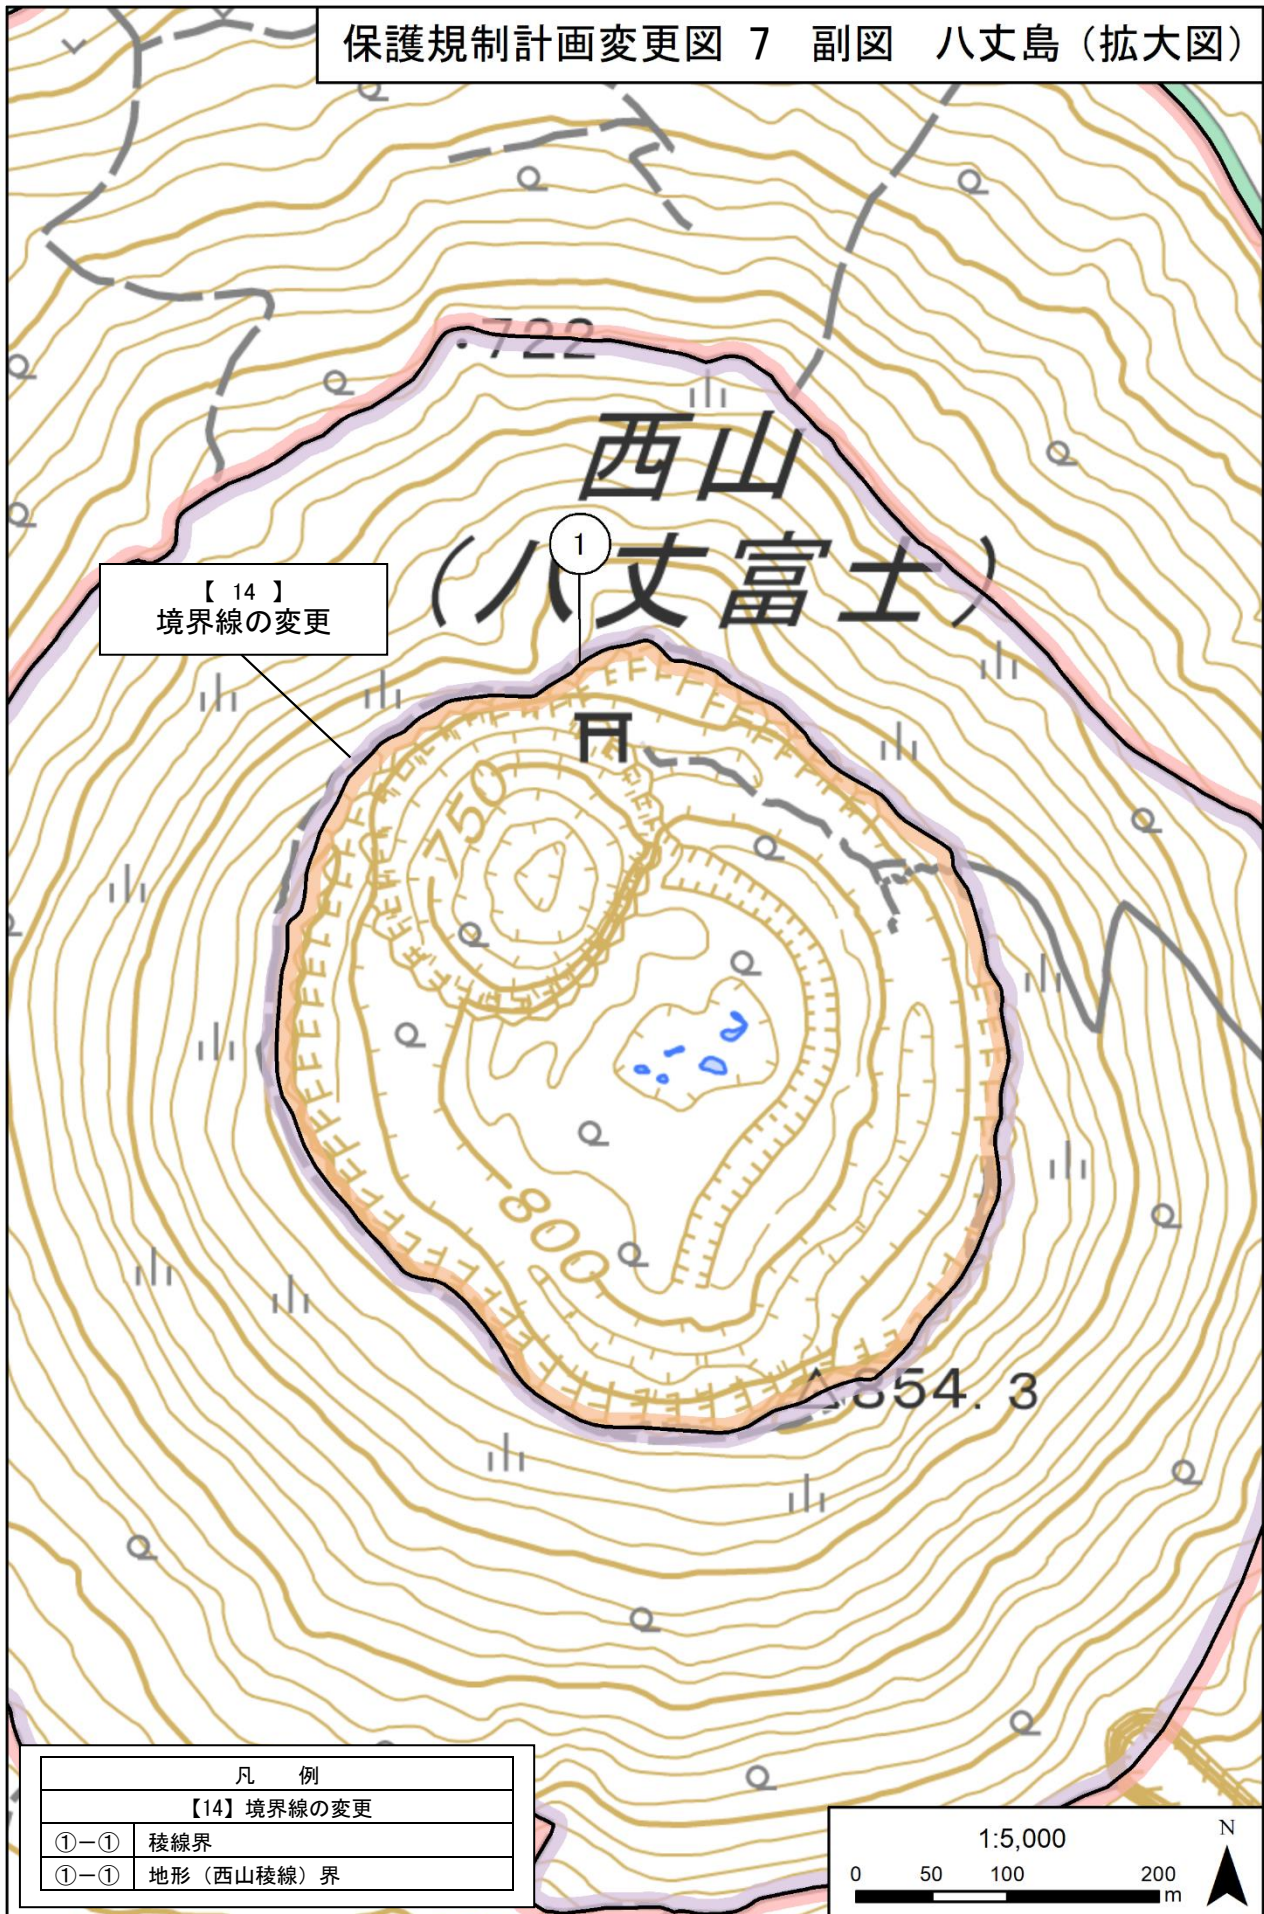 保護規制計画変更図 7 副図 八丈島（拡大図）
722
西山
（八丈富士）
①
【 14 】
境界線の変更
750
800
854.3
凡 例
【14】境界線の変更
①－① 稜線界
①－① 地形（西山稜線）界
1:5,000
N
0 50 100 200
m